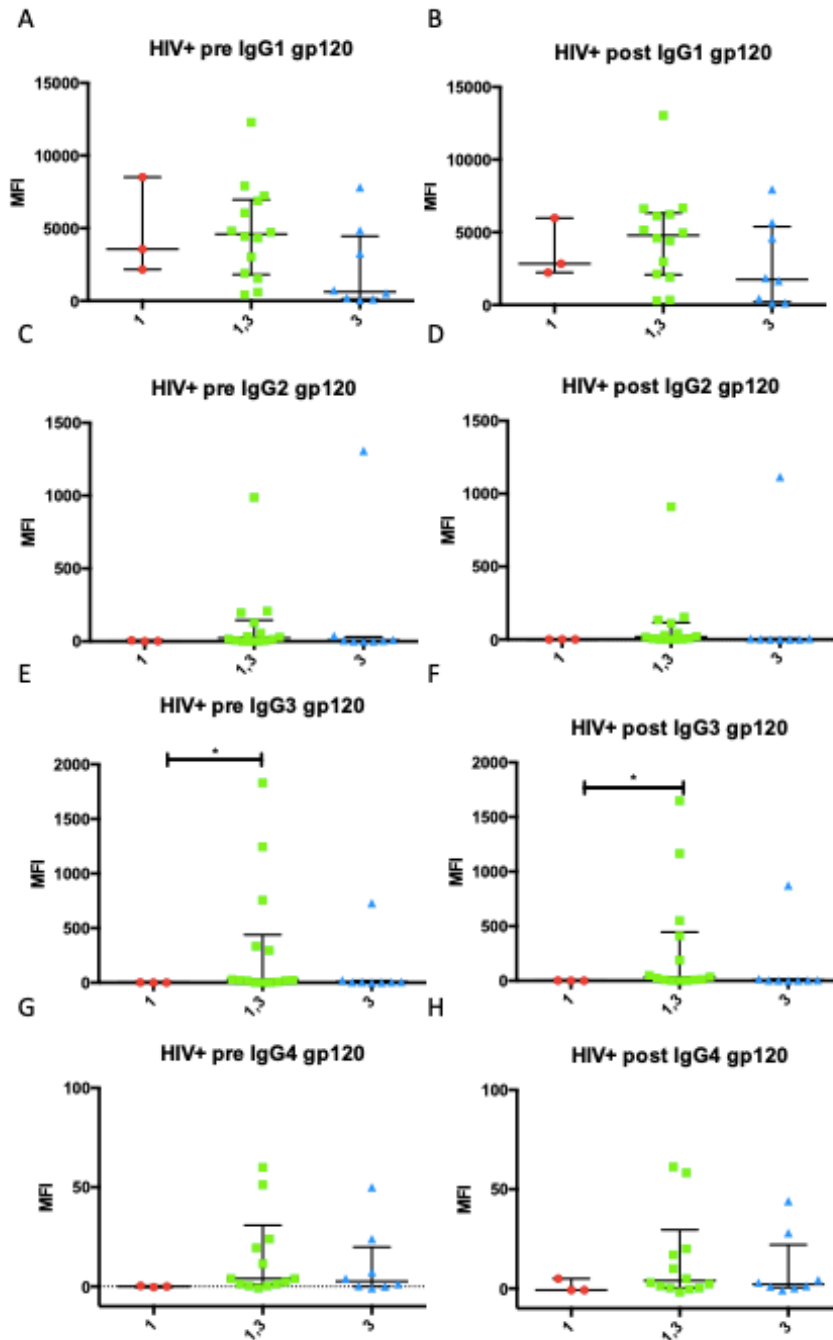 A
HIV+ pre IgG1 gp120
15000
10000
5000
0
MFI
1
1,3
3
B
HIV+ post IgG1 gp120
15000
10000
5000
0
MFI
1
1,3
3
C
HIV+ pre IgG2 gp120
1500
1000
500
0
MFI
1
1,3
3
D
HIV+ post IgG2 gp120
1500
1000
500
0
MFI
1
1,3
3
E
HIV+ pre IgG3 gp120
*
2000
1500
1000
500
0
MFI
1
1,3
3
F
HIV+ post IgG3 gp120
*
2000
1500
1000
500
0
MFI
1
1,3
3
G
HIV+ pre IgG4 gp120
100
50
0
MFI
1
1,3
3
H
HIV+ post IgG4 gp120
100
50
0
MFI
1
1,3
3